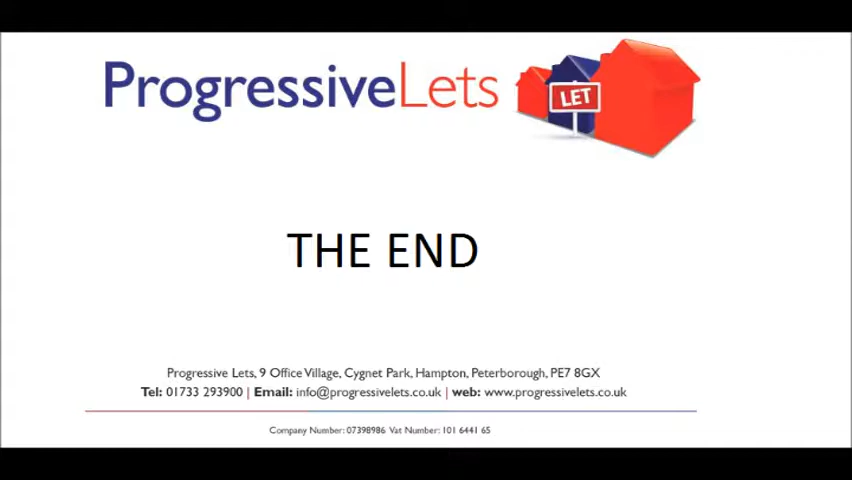 ProgressiveLets
LET
THE END
Progressive Lets, 9 Office Village, Cygnet Park, Hampton, Peterborough, PE7 8GX
Tel: 01733 293900 | Email: info@progressivelets.co.uk | web: www.progressivelets.co.uk
Company Number: 07398986 Vat Number: 101 6441 65